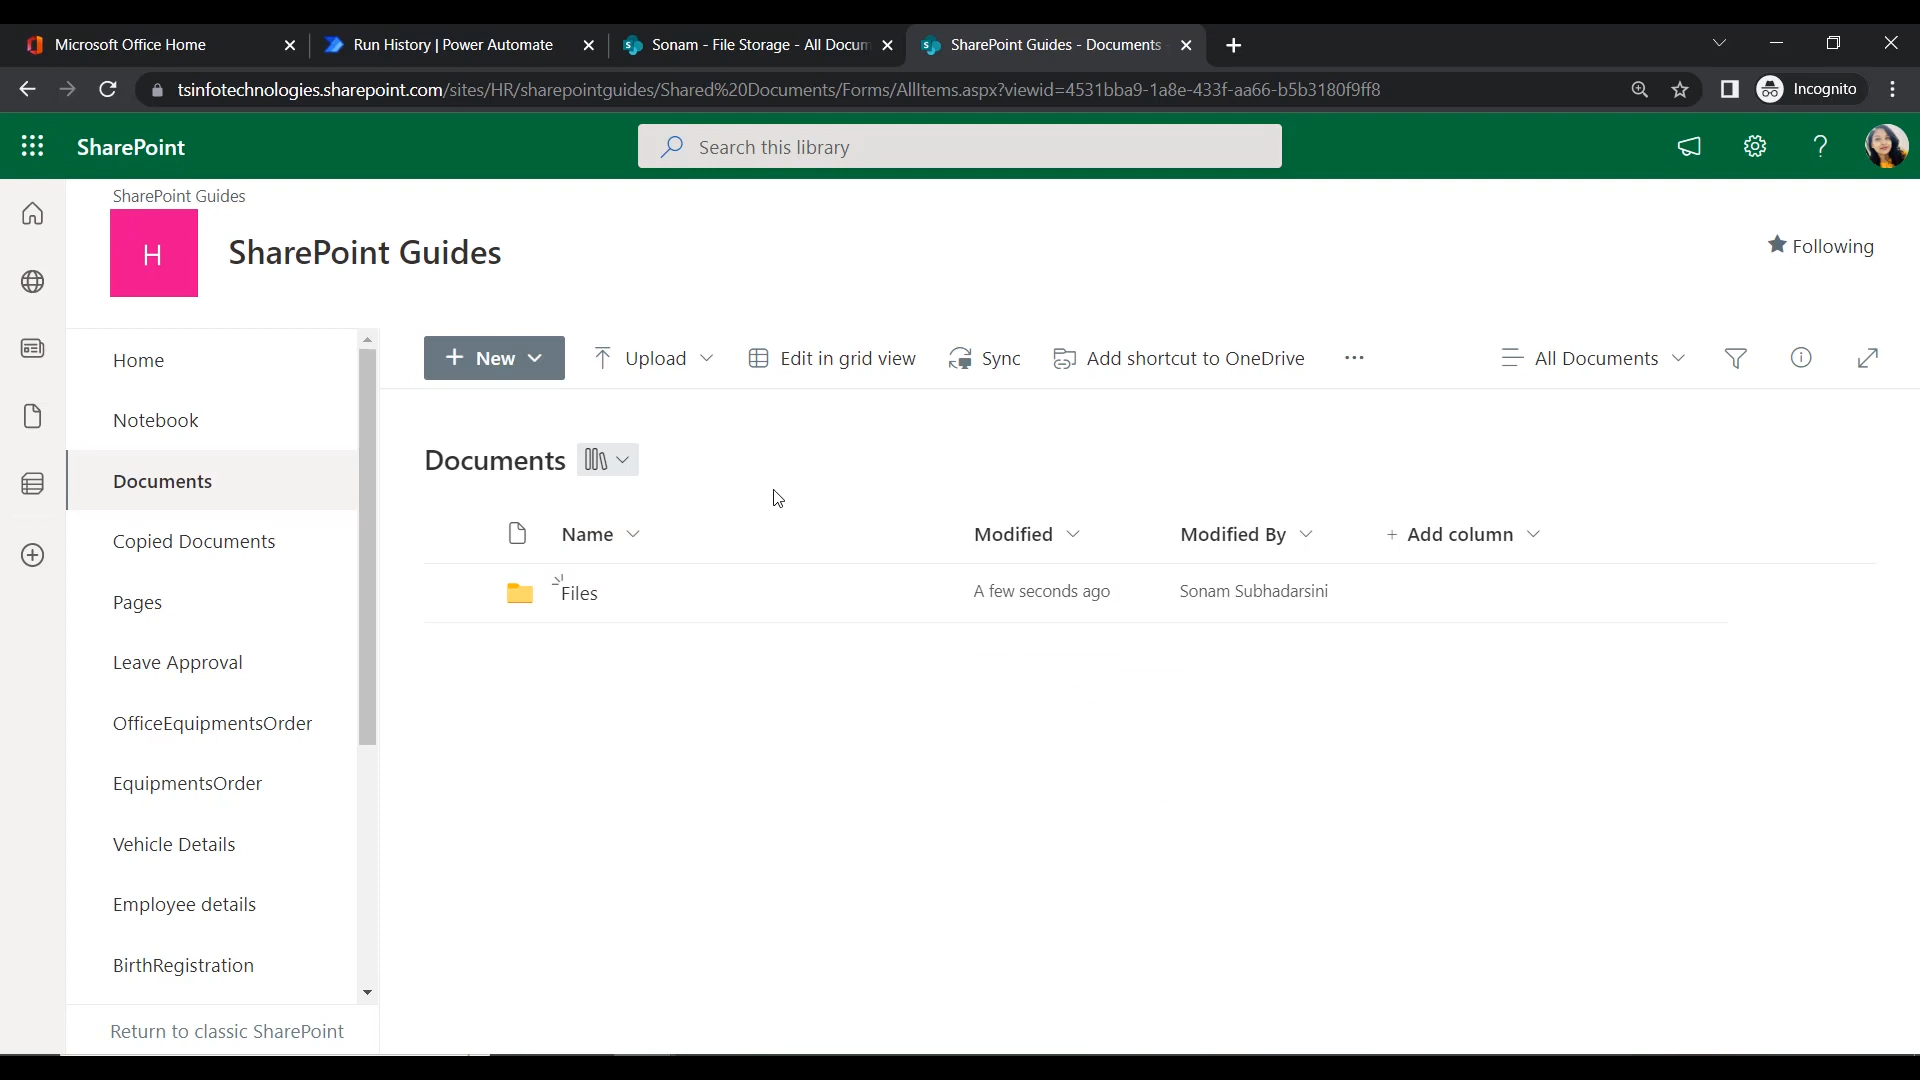 Microsoft Office Home
Run History | Power Automate
Sonam - File Storage - All Docum
SharePoint Guides - Documents
tsinfotechnologies.sharepoint.com/sites/HR/sharepointguides/Shared%20Documents/Forms/AllItems.aspx?viewid=4531bba9-1a8e-433f-aa66-b5b3180f9ff8
Incognito
SharePoint
Search this library
SharePoint Guides
H
SharePoint Guides
Following
Home
Notebook
Documents
Copied Documents
Pages
Leave Approval
OfficeEquipmentsOrder
EquipmentsOrder
Vehicle Details
Employee details
BirthRegistration
Return to classic SharePoint
+ New
Upload
Edit in grid view
Sync
Add shortcut to OneDrive
...
All Documents
Documents
Name
Modified
Modified By
+ Add column
Files
A few seconds ago
Sonam Subhadarsini